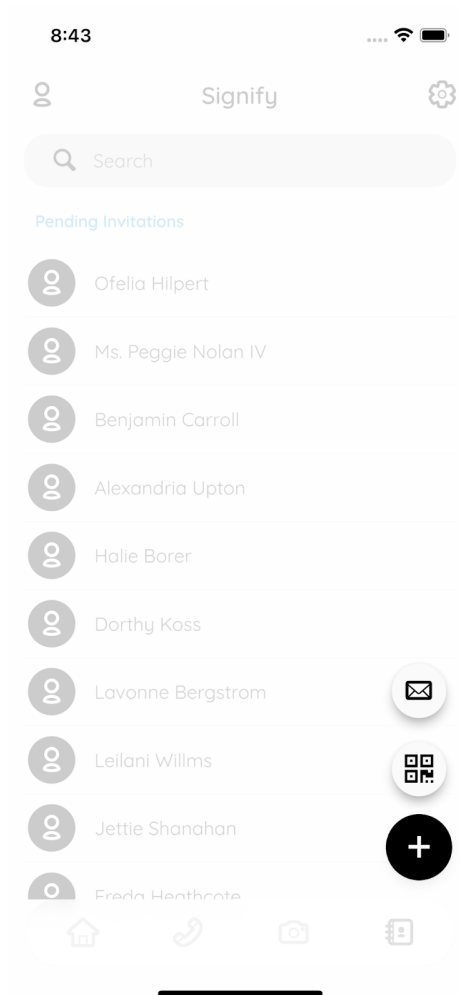 8:43
Signify
Search
Pending Invitations
Ofelia Hilpert
Ms. Peggie Nolan IV
Benjamin Carroll
Alexandria Upton
Halie Borer
Dorthy Koss
Lavonne Bergstrom
Leilani Willms
Jettie Shanahan
Freda Heathcote